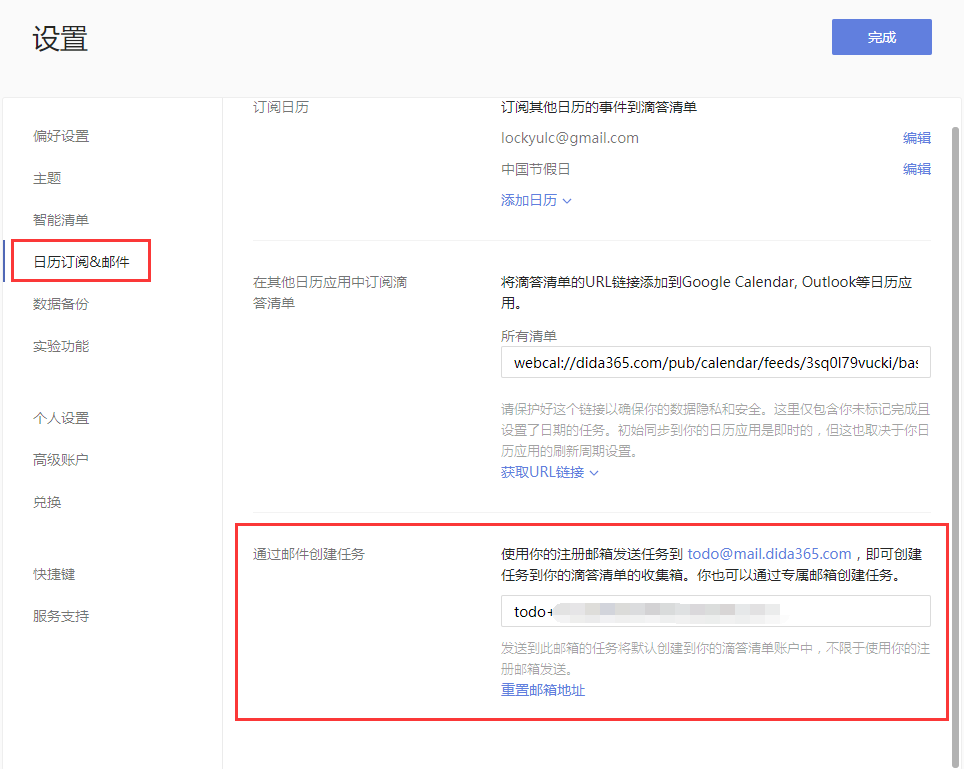 设置
完成
偏好设置
主题
智能清单
日历订阅&邮件
数据备份
实验功能
个人设置
高级账户
兑换
快捷键
服务支持
订阅日历
订阅其他日历的事件到滴答清单
lockyulc@gmail.com
编辑
中国节假日
编辑
添加日历
在其他日历应用中订阅滴
答清单
将滴答清单的URL链接添加到Google Calendar, Outlook等日历应
用。
所有清单
webcal://dida365.com/pub/calendar/feeds/3sq0l79vucki/bas
请保护好这个链接以确保你的数据隐私和安全。这里仅包含你未标记完成且
设置了日期的任务。初始同步到你的日历应用是即时的，但这也取决于你日
历应用的刷新周期设置。
获取URL链接
通过邮件创建任务
使用你的注册邮箱发送任务到 todo@mail.dida365.com，即可创建
任务到你的滴答清单的收集箱。你也可以通过专属邮箱创建任务。
todo+
发送到此邮箱的任务将默认创建到你的滴答清单账户中，不限于使用你的注
册邮箱发送。
重置邮箱地址